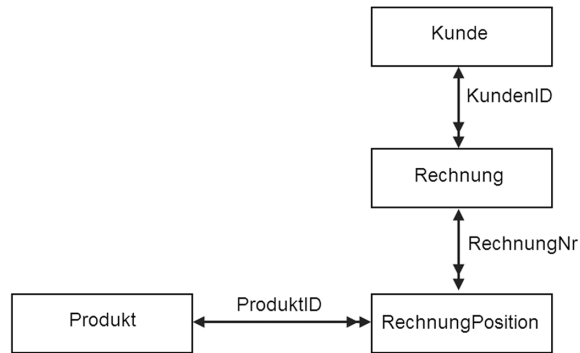 Kunde
KundenID
Rechnung
RechnungNr
ProduktID
Produkt
RechnungPosition